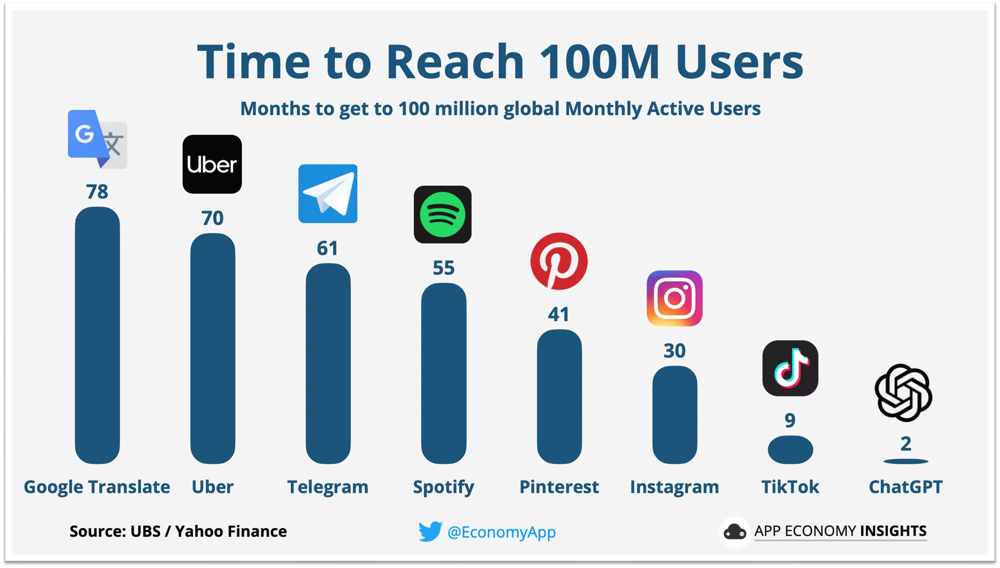 Time to Reach 100M Users
Months to get to 100 million global Monthly Active Users
G 文
Uber
78
70
61
55
41
30
9
2
Google Translate
Uber
Telegram
Spotify
Pinterest
Instagram
TikTok
ChatGPT
Source: UBS / Yahoo Finance
@EconomyApp
APP ECONOMY INSIGHTS